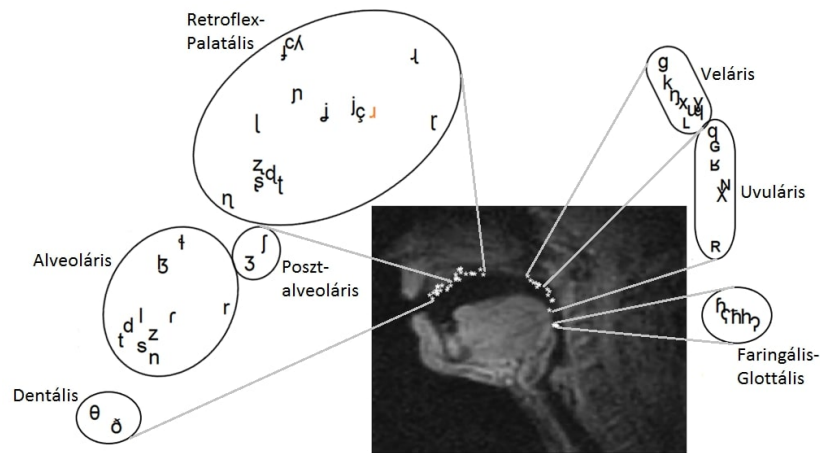 Retroflex-
Palatális
Veláris
Uvuláris
Faringális-
Glottális
Alveoláris
Poszt-
alveoláris
Dentális
ɲ
j ç
ɭ
ʐ
ʂ d ʈ
ɳ
ʃ
ʒ
ɮ
l ɾ r
t d s z
n
θ
ð
g
k
ŋ x
ʟ
q
ɢ
ʁ
N
χ
R